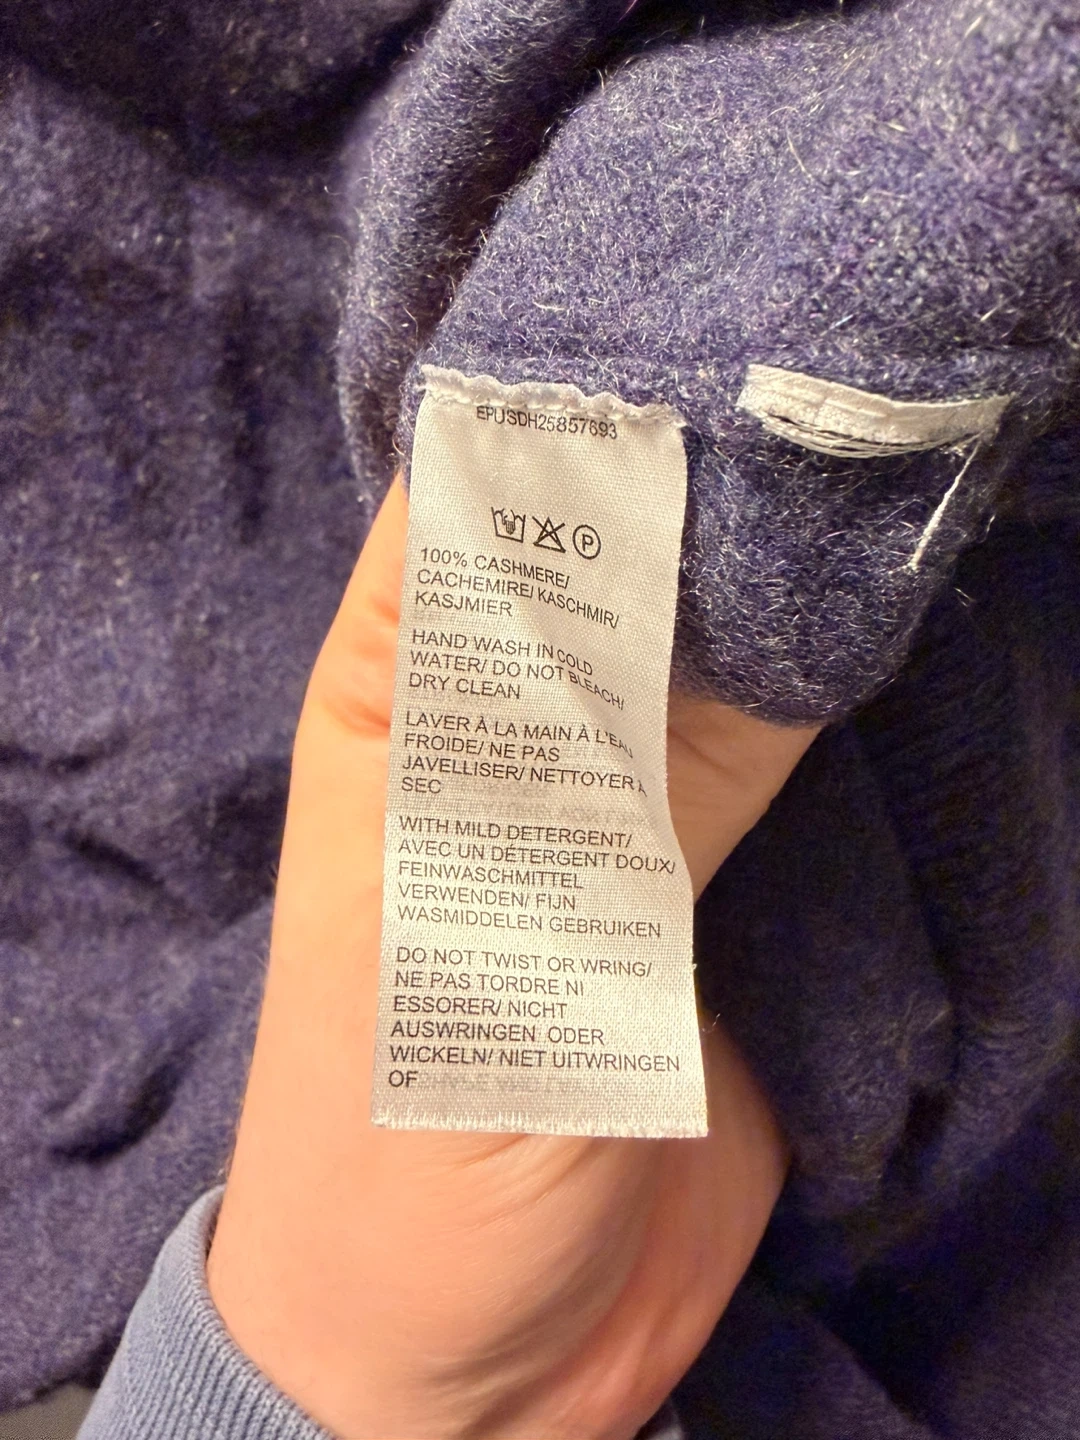 EPUSDH25857693
P
100% CASHMERE/
CACHEMIRE/ KASCHMIR/
KASJMIER
HAND WASH IN COLD
WATER/ DO NOT BLEACH/
DRY CLEAN
LAVER À LA MAIN À L'EAU
FROIDE/ NE PAS
JAVELLISER/ NETTOYER À
SEC
WITH MILD DETERGENT/
AVEC UN DÉTERGENT DOUX/
FEINWASCHMITTEL
VERWENDEN/ FIJN
WASMIDDELEN GEBRUIKEN
DO NOT TWIST OR WRING/
NE PAS TORDRE NI
ESSORER/ NICHT
AUSWRINGEN ODER
WICKELN/ NIET UITWRINGEN
OF